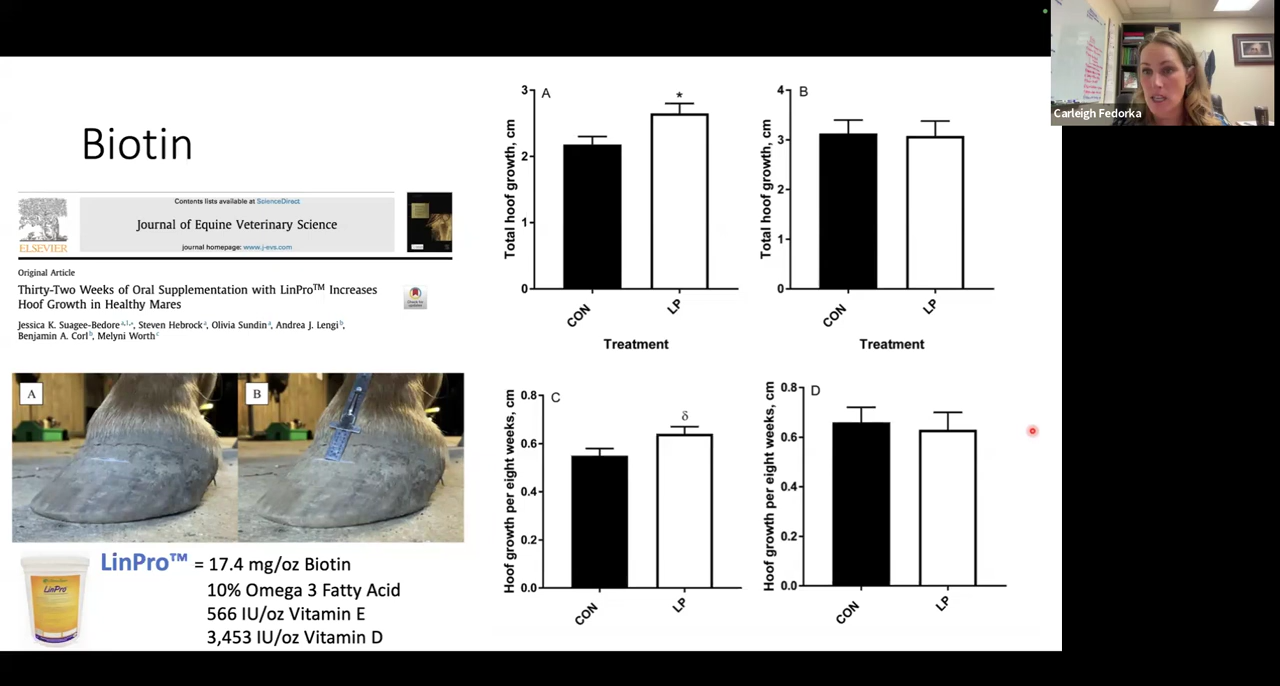 Carleigh Fedorka
Biotin
Contents lists available at ScienceDirect
Journal of Equine Veterinary Science
journal homepage: www.j-evs.com
ELSEVIER
Original Article
Thirty-Two Weeks of Oral Supplementation with LinPro™ Increases
Hoof Growth in Healthy Mares
Check for updates
Jessica K. Suagee-Bedore a,1,*, Steven Hebrock a, Olivia Sundin a, Andrea J. Lengi b,
Benjamin A. Corl b, Melyni Worth c
A
B
LinPro
LinPro™ = 17.4 mg/oz Biotin
10% Omega 3 Fatty Acid
566 IU/oz Vitamin E
3,453 IU/oz Vitamin D
A
Total hoof growth, cm
3
2
1
0
*
CON
LP
Treatment
B
Total hoof growth, cm
4
3
2
1
0
CON
LP
Treatment
C
Hoof growth per eight weeks, cm
0.8
0.6
0.4
0.2
0.0
δ
CON
LP
D
Hoof growth per eight weeks, cm
0.8
0.6
0.4
0.2
0.0
CON
LP